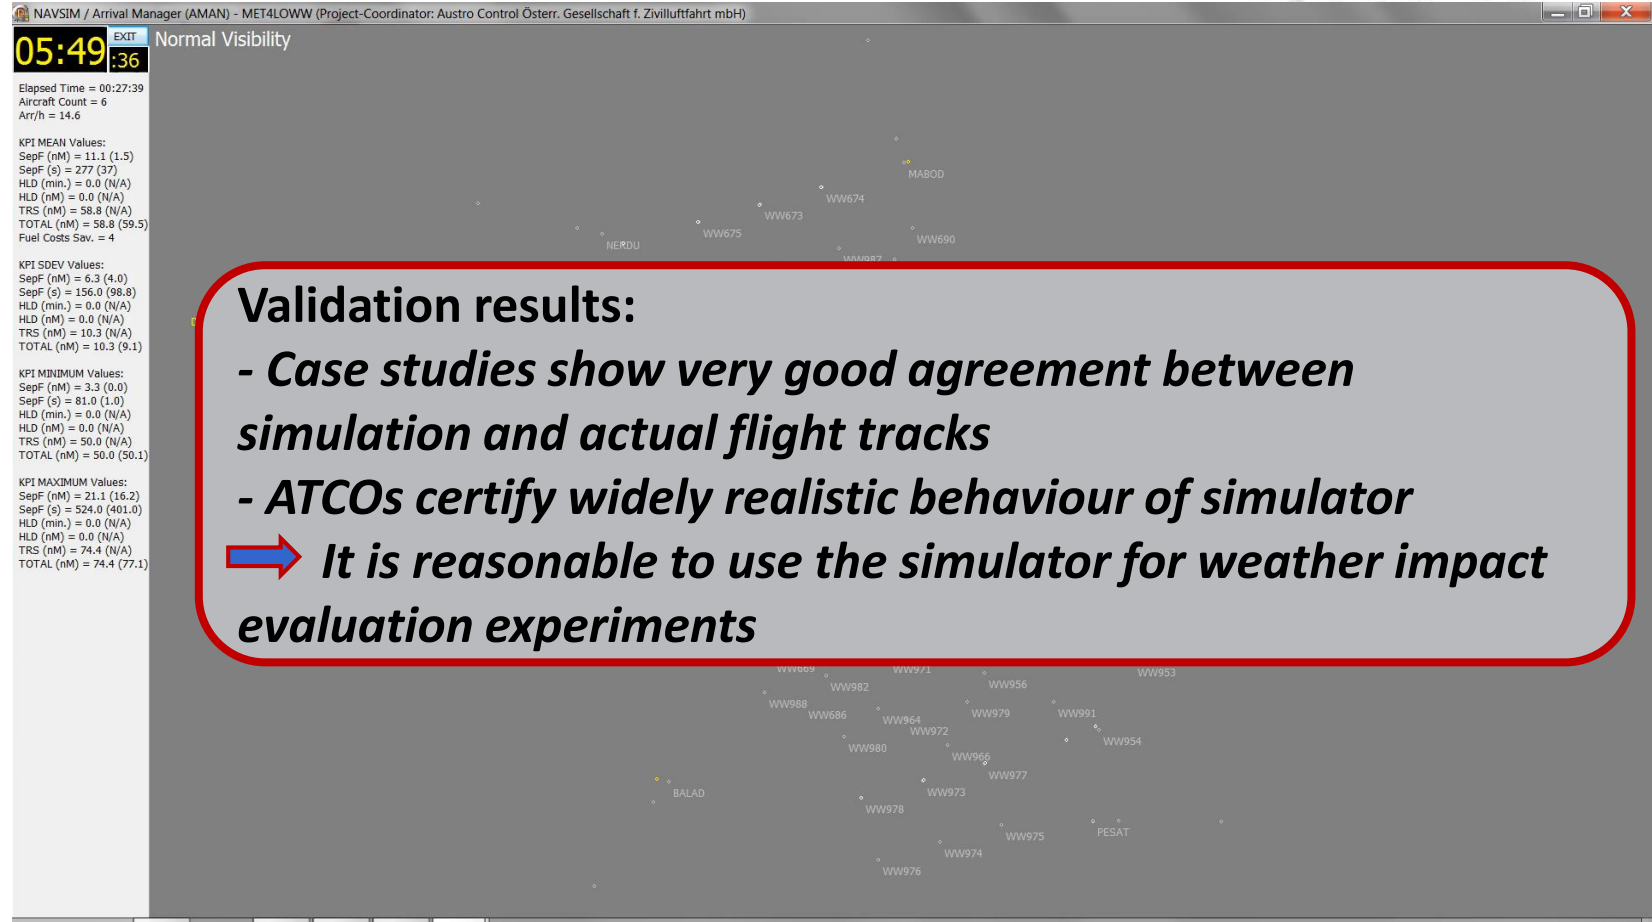 NAVSIM / Arrival Manager (AMAN) - MET4LOWW (Project-Coordinator: Austro Control Österr. Gesellschaft f. Zivilluftfahrt mbH)
05:49
:36
EXIT
Normal Visibility
Elapsed Time = 00:27:39
Aircraft Count = 6
Arr/h = 14.6
KPI MEAN Values:
SepF (nM) = 11.1 (1.5)
SepF (s) = 277 (37)
HLD (min.) = 0.0 (N/A)
HLD (nM) = 0.0 (N/A)
TRS (nM) = 58.8 (N/A)
TOTAL (nM) = 58.8 (59.5)
Fuel Costs Sav. = 4
KPI SDEV Values:
SepF (nM) = 6.3 (4.0)
SepF (s) = 156.0 (98.8)
HLD (min.) = 0.0 (N/A)
HLD (nM) = 0.0 (N/A)
TRS (nM) = 10.3 (N/A)
TOTAL (nM) = 10.3 (9.1)
KPI MINIMUM Values:
SepF (nM) = 3.3 (0.0)
SepF (s) = 81.0 (1.0)
HLD (min.) = 0.0 (N/A)
HLD (nM) = 0.0 (N/A)
TRS (nM) = 50.0 (N/A)
TOTAL (nM) = 50.0 (50.1)
KPI MAXIMUM Values:
SepF (nM) = 21.1 (16.2)
SepF (s) = 524.0 (401.0)
HLD (min.) = 0.0 (N/A)
HLD (nM) = 0.0 (N/A)
TRS (nM) = 74.4 (N/A)
TOTAL (nM) = 74.4 (77.1)
MABOD
WW674
WW673
WW675
WW690
NERDU
WW987
Validation results:
- Case studies show very good agreement between
simulation and actual flight tracks
- ATCOs certify widely realistic behaviour of simulator
It is reasonable to use the simulator for weather impact
evaluation experiments
WW669
WW971
WW953
WW982
WW956
WW988
WW686
WW964
WW979
WW991
WW972
WW954
WW980
WW966
WW977
BALAD
WW973
WW978
WW975
PESAT
WW974
WW976